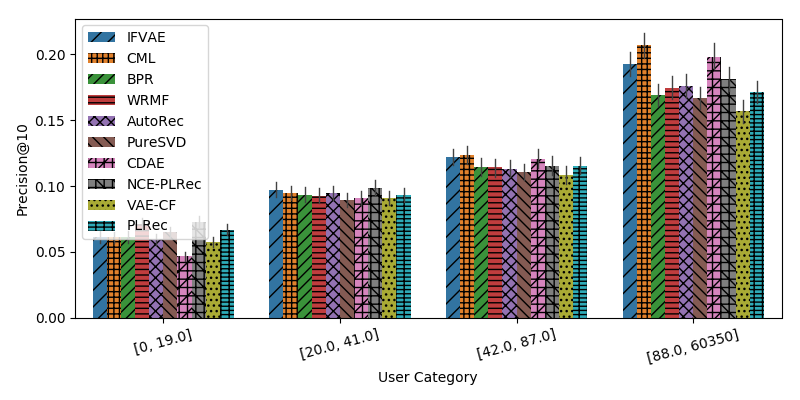 IFVAE
CML
BPR
WRMF
AutoRec
PureSVD
CDAE
NCE-PLRec
VAE-CF
PLRec
Precision@10
0.20
0.15
0.10
0.05
0.00
[0, 19.0]
[20.0, 41.0]
[42.0, 87.0]
[88.0, 60350]
User Category